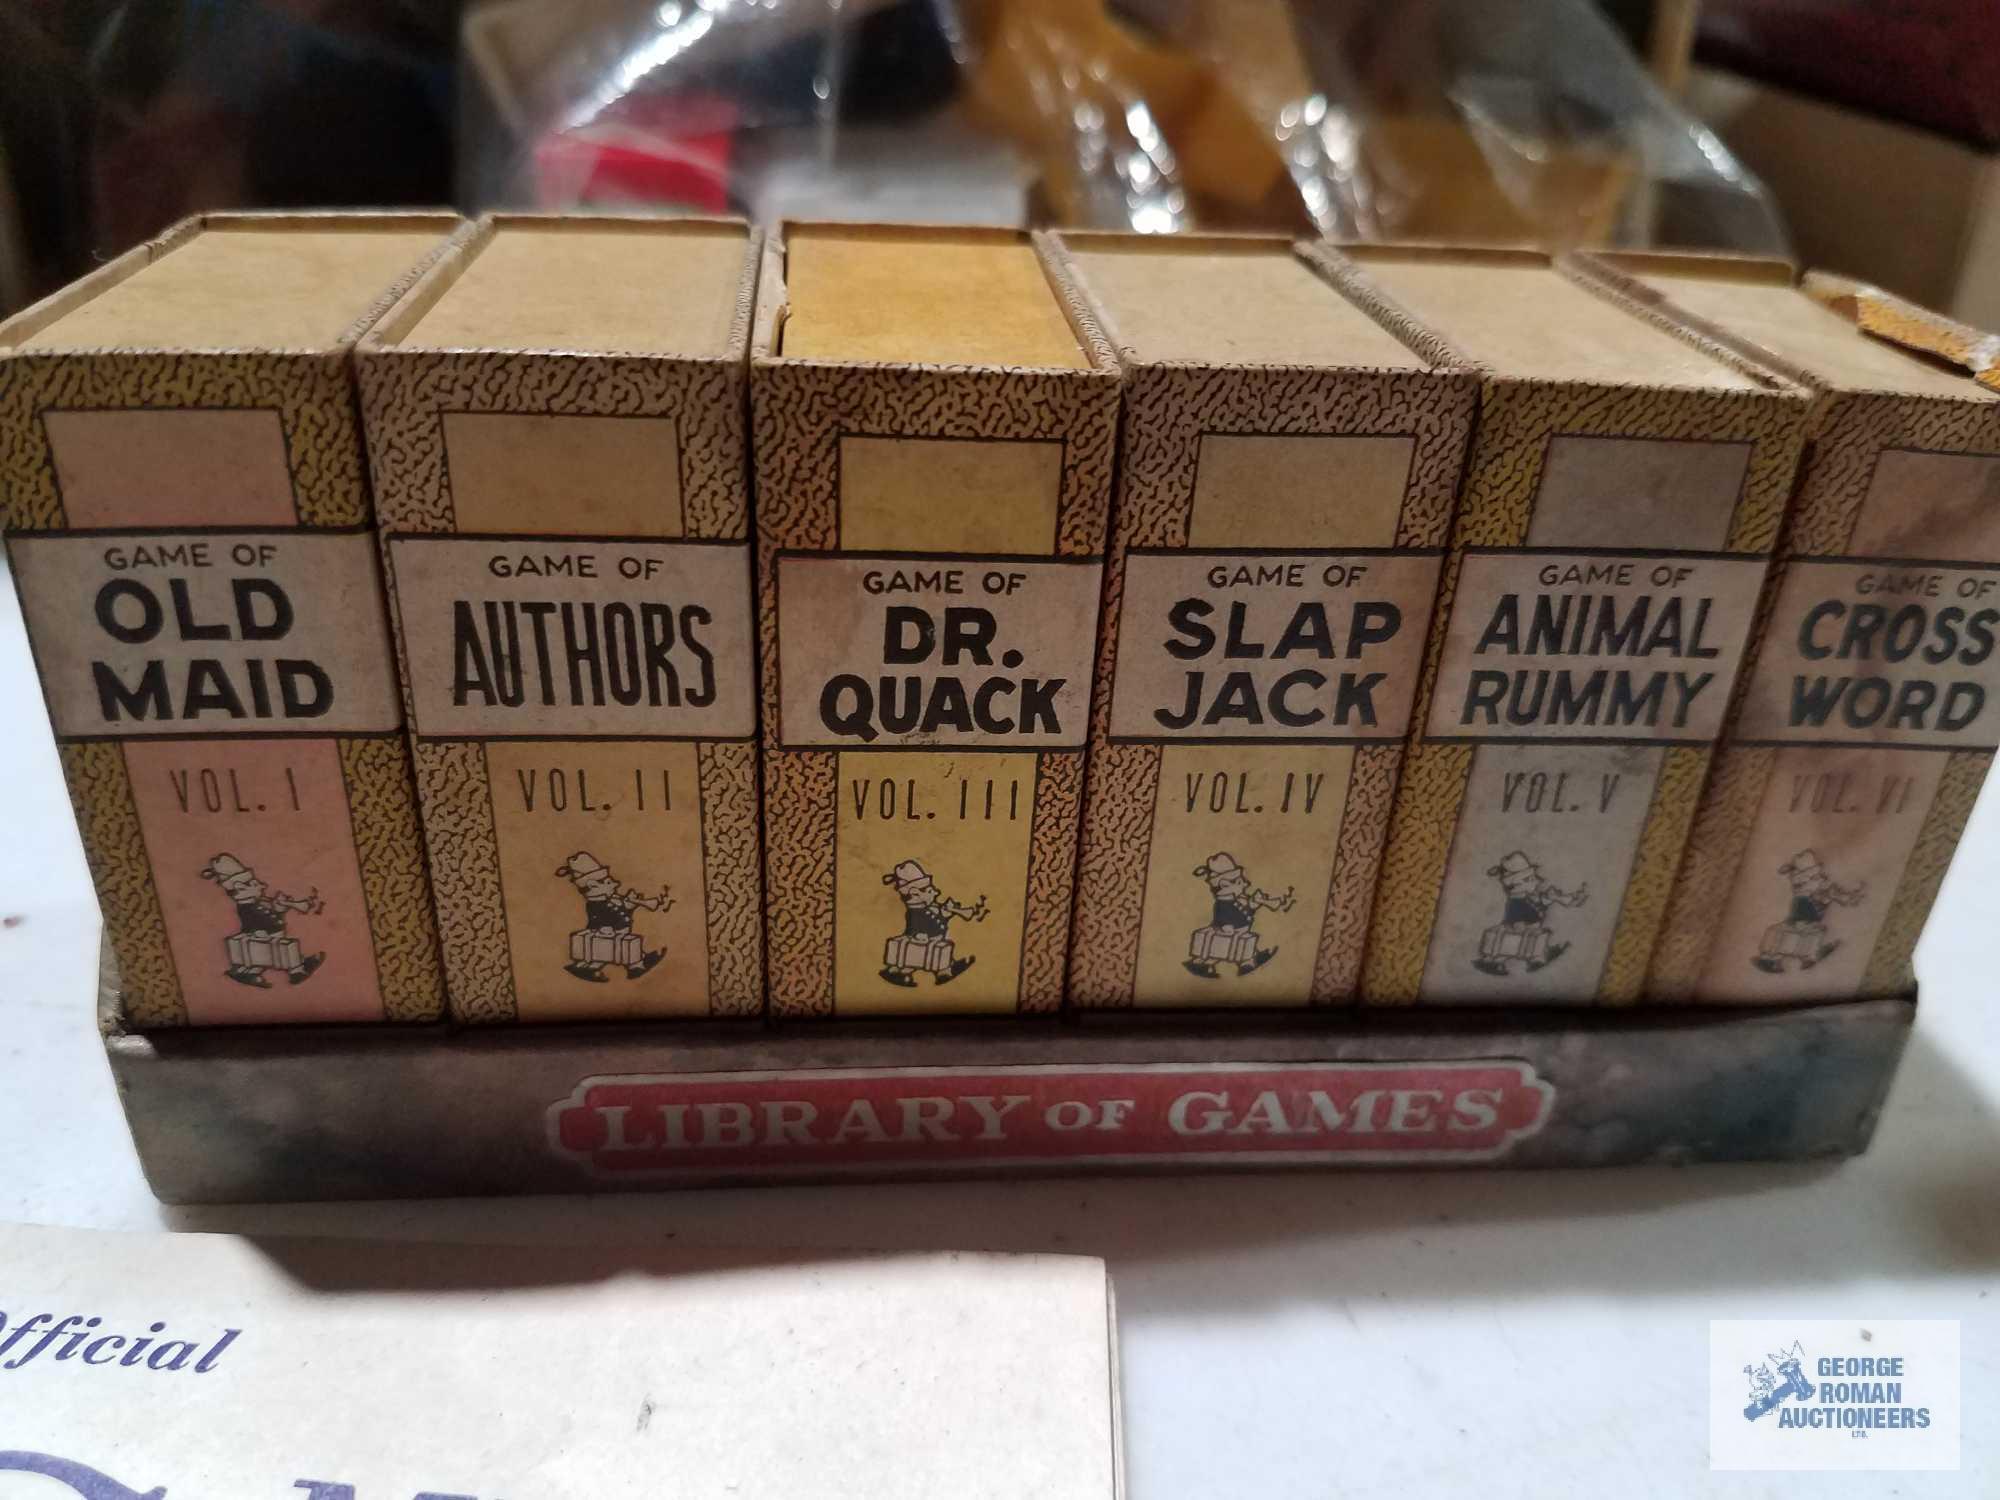 GAME OF
OLD
MAID
VOL. I
GAME OF
AUTHORS
VOL. II
GAME OF
DR.
QUACK
VOL. III
GAME OF
SLAP
JACK
VOL. IV
GAME OF
ANIMAL
RUMMY
VOL. V
GAME OF
CROSS
WORD
VOL. VI
LIBRARY OF GAMES
Official
GEORGE
ROMAN
AUCTIONEERS
LTD.